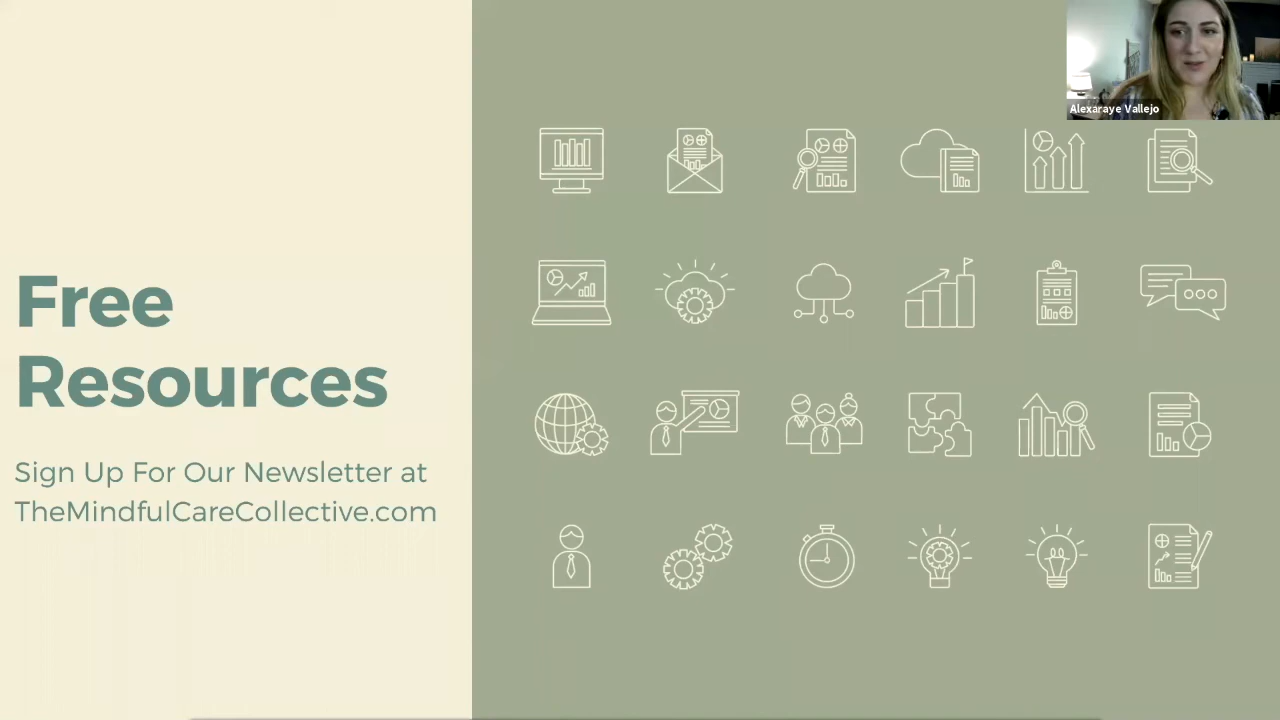 Free
Resources
Sign Up For Our Newsletter at
TheMindfulCareCollective.com
Alexaraye Vallejo